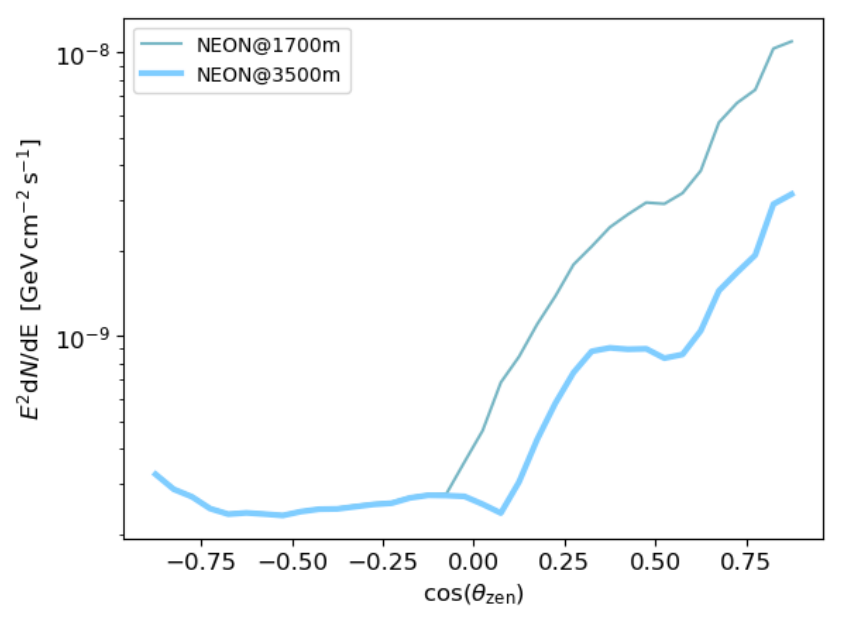 NEON@1700m
NEON@3500m
10⁻⁸
10⁻⁹
E²dN/dE [GeV cm⁻² s⁻¹]
−0.75 −0.50 −0.25 0.00 0.25 0.50 0.75
cos(θzen)